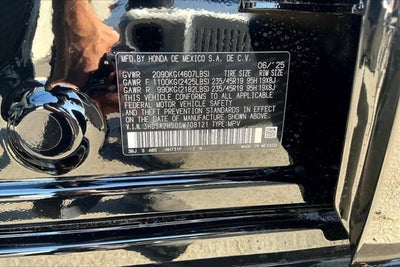 MFD.BY HONDA DE MEXICO S.A. DE C.V.
06/'25
GVWR 2090KG(4607LBS) TIRE SIZE RIM SIZE
GAWR F:1100KG(2425LBS) 235/45R19 95H 19X8J
GAWR R: 990KG(2182LBS) 235/45R19 95H 19X8J
THIS VEHICLE CONFORMS TO ALL APPLICABLE
FEDERAL MOTOR VEHICLE SAFETY
AND THEFT PREVENTION STANDARDS IN
EFFECT ON THE DATE OF
MANUFACTURE SHOWN ABOVE.
TYPE:MPV
MADE IN MEXICO